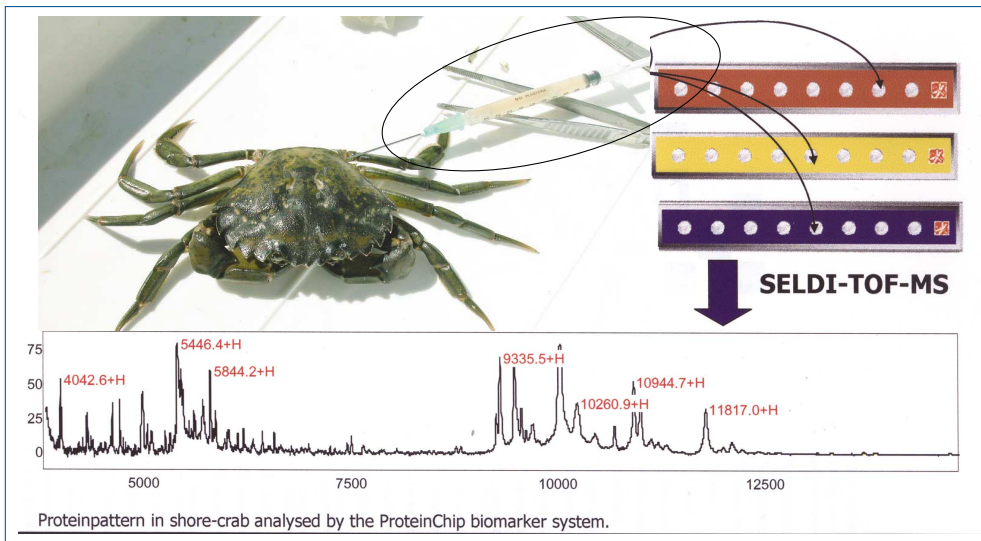 SELDI-TOF-MS
75
50
25
0
4042.6+H
5446.4+H
5844.2+H
9335.5+H
10260.9+H
10944.7+H
11817.0+H
5000
7500
10000
12500
Proteinpattern in shore-crab analysed by the ProteinChip biomarker system.